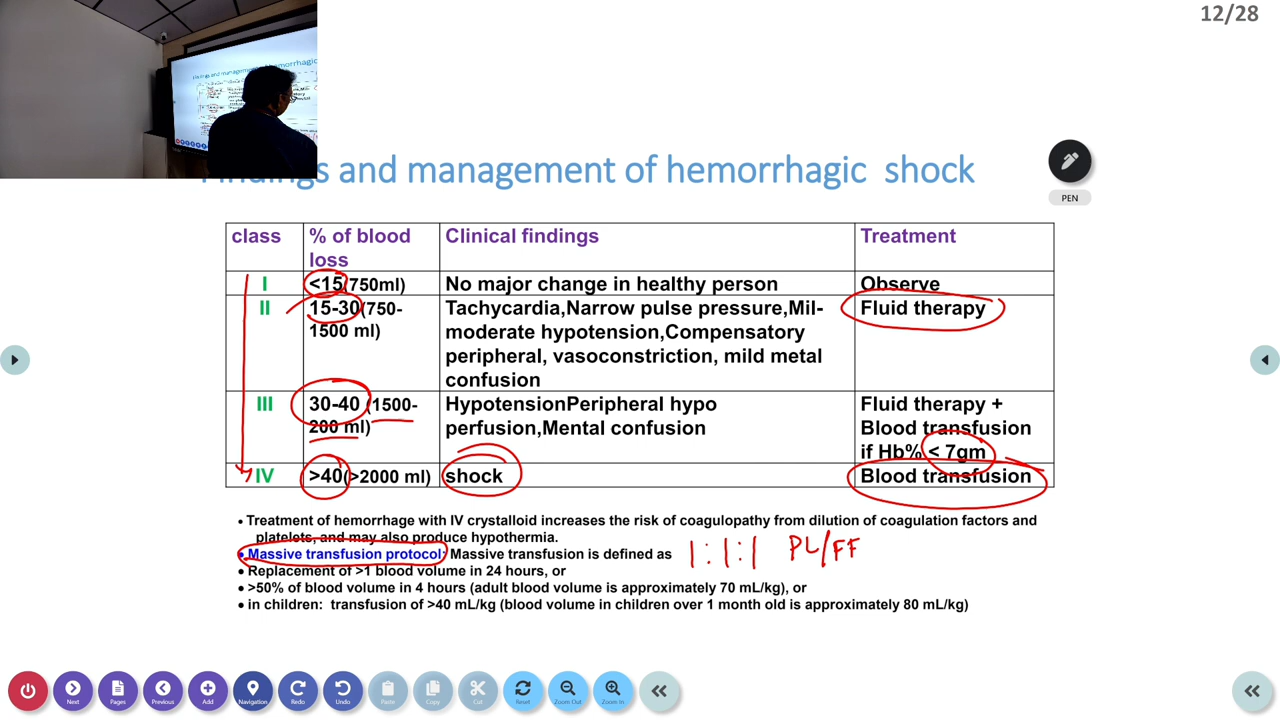 12/28
Findings and management of hemorrhagic shock
PEN
class
% of blood
loss
Clinical findings
Treatment
I
<15(750ml)
No major change in healthy person
Observe
II
15-30(750-
1500 ml)
Tachycardia,Narrow pulse pressure,Mil-
moderate hypotension,Compensatory
peripheral, vasoconstriction, mild metal
confusion
Fluid therapy
III
30-40 (1500-
200 ml)
HypotensionPeripheral hypo
perfusion,Mental confusion
Fluid therapy +
Blood transfusion
if Hb% < 7gm
IV
>40(>2000 ml)
shock
Blood transfusion
• Treatment of hemorrhage with IV crystalloid increases the risk of coagulopathy from dilution of coagulation factors and
platelets, and may also produce hypothermia.
• Massive transfusion protocol: Massive transfusion is defined as
1:1:1 PL/FF
• Replacement of >1 blood volume in 24 hours, or
• >50% of blood volume in 4 hours (adult blood volume is approximately 70 mL/kg), or
• in children: transfusion of >40 mL/kg (blood volume in children over 1 month old is approximately 80 mL/kg)
Next
Pages
Previous
Add
Navigation
Redo
Undo
Paste
Copy
Cut
Reset
Zoom Out
Zoom In